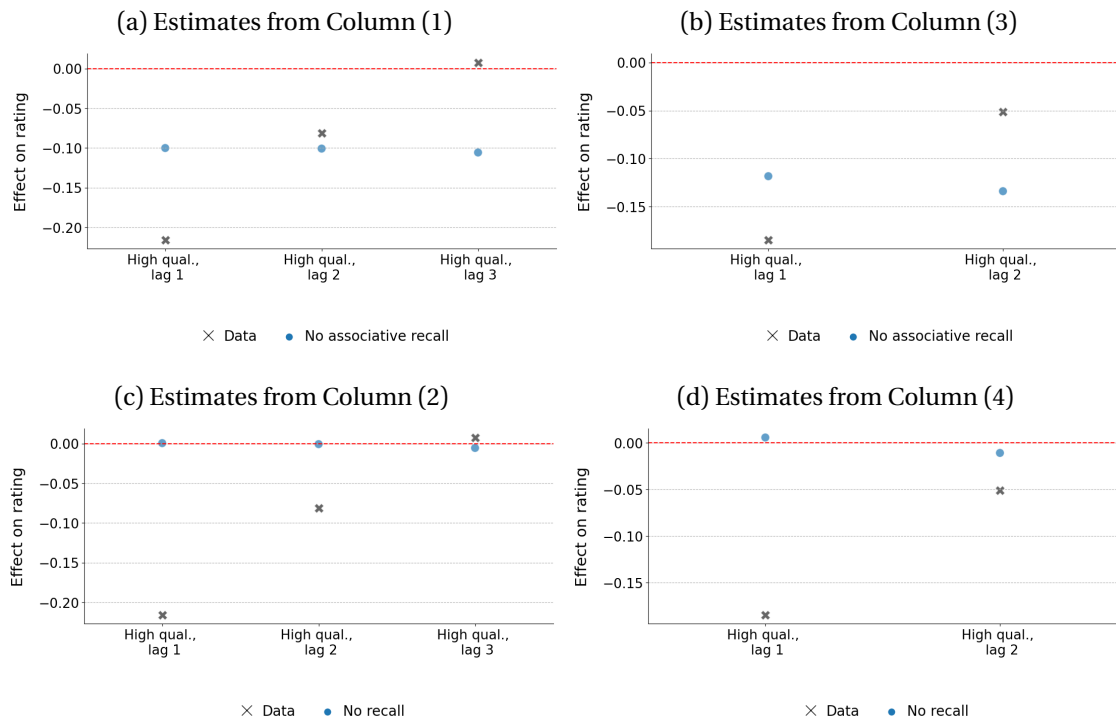 (a) Estimates from Column (1)
Effect on rating
0.00
−0.05
−0.10
−0.15
−0.20
High qual., lag 1
High qual., lag 2
High qual., lag 3
Data
No associative recall
(b) Estimates from Column (3)
Effect on rating
0.00
−0.05
−0.10
−0.15
High qual., lag 1
High qual., lag 2
Data
No associative recall
(c) Estimates from Column (2)
Effect on rating
0.00
−0.05
−0.10
−0.15
−0.20
High qual., lag 1
High qual., lag 2
High qual., lag 3
Data
No recall
(d) Estimates from Column (4)
Effect on rating
0.00
−0.05
−0.10
−0.15
High qual., lag 1
High qual., lag 2
Data
No recall